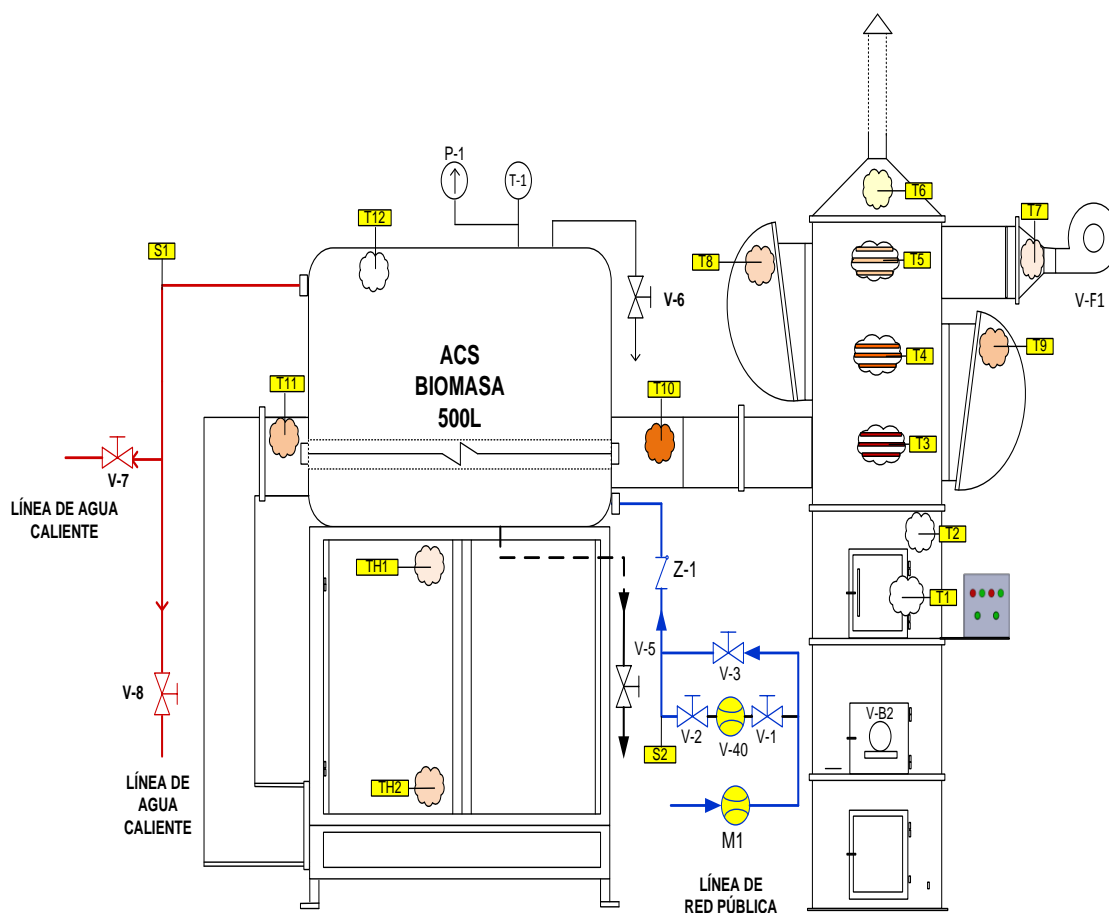 P-1
T-1
T12
S1
T6
T7
T8
T5
V-F1
V-6
ACS
BIOMASA
500L
T4
T9
T11
T10
T3
V-7
LÍNEA DE AGUA
CALIENTE
T2
TH1
Z-1
T1
V-5
V-3
V-8
V-2
V-40
V-1
V-B2
S2
TH2
LÍNEA DE
AGUA
CALIENTE
M1
LÍNEA DE
RED PÚBLICA